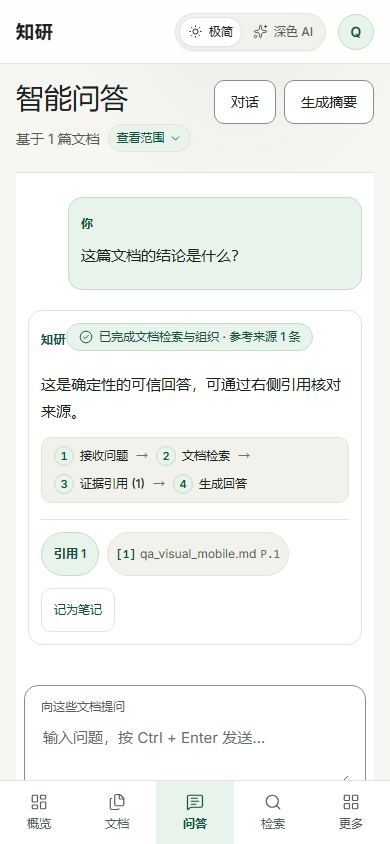 知研
极简
深色 AI
Q
智能问答
对话
生成摘要
基于 1 篇文档
查看范围
你
这篇文档的结论是什么？
知研
已完成文档检索与组织 · 参考来源 1 条
这是确定性的可信回答，可通过右侧引用核对
来源。
1 接收问题 → 2 文档检索 →
3 证据引用 (1) → 4 生成回答
引用 1
[1] qa_visual_mobile.md P.1
记为笔记
向这些文档提问
输入问题，按 Ctrl + Enter 发送...
概览
文档
问答
检索
更多